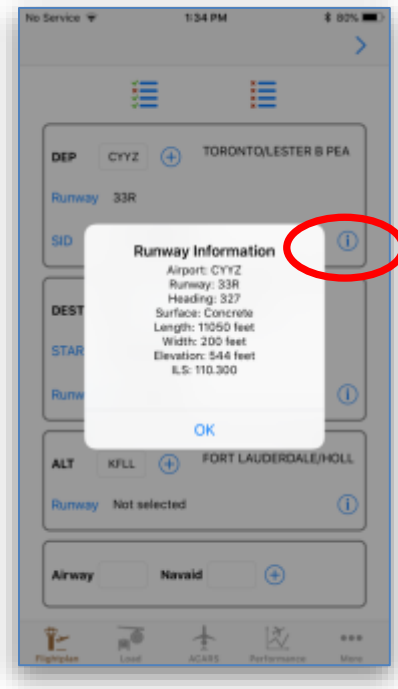 No Service 1:34 PM 80%
DEP CYYZ TORONTO/LESTER B PEA
Runway 33R
SID
Runway Information
Airport: CYYZ
Runway: 33R
Heading: 327
Surface: Concrete
Length: 11050 feet
Width: 200 feet
Elevation: 544 feet
ILS: 110.300
OK
DEST
STAR
Runw
ALT KFLL FORT LAUDERDALE/HOLL
Runway Not selected
Airway Navaid
Flightplan Load ACARS Performance More